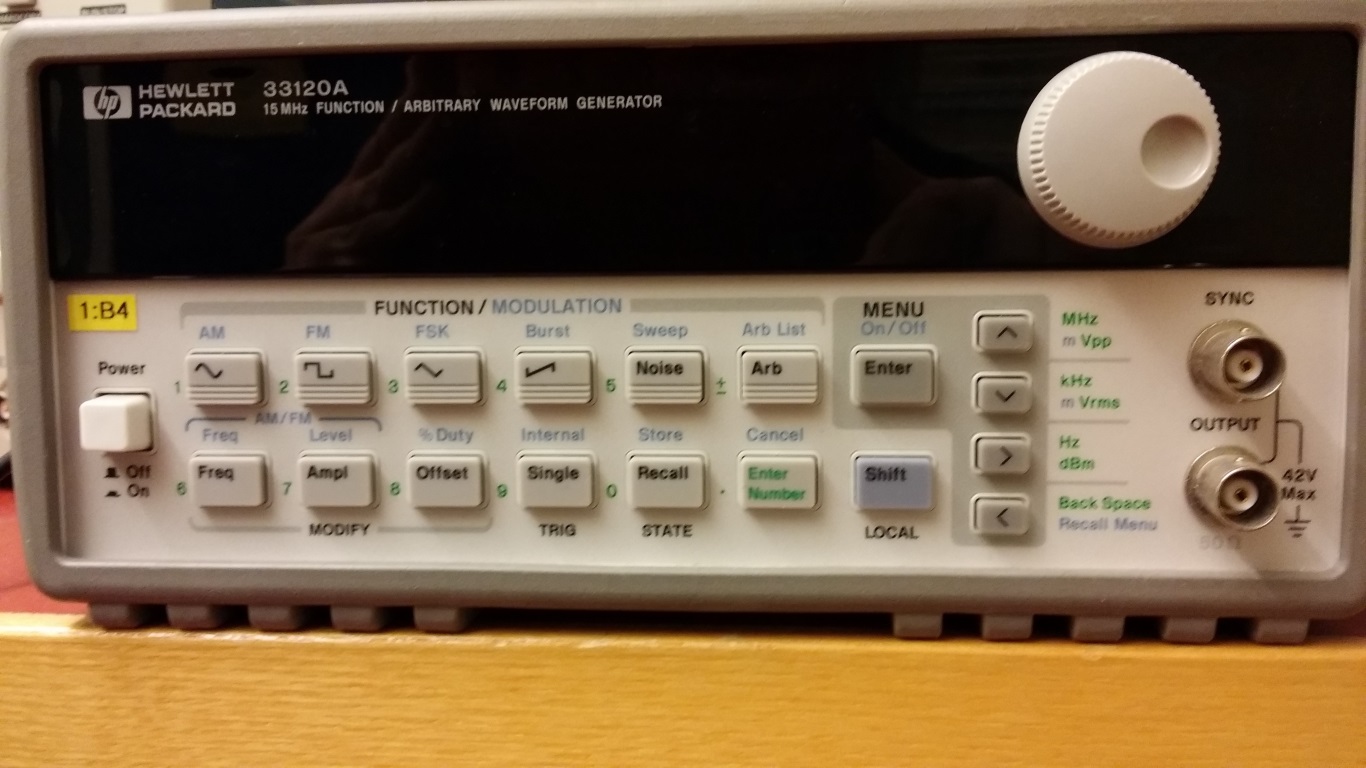 hp HEWLETT PACKARD 33120A
15 MHz FUNCTION / ARBITRARY WAVEFORM GENERATOR
1:B4
FUNCTION / MODULATION
MENU
On/Off
SYNC
AM FM FSK Burst Sweep Arb List
Power
1 2 3 4 5 Noise ± Arb
Enter
MHz
m Vpp
kHz
m Vrms
AM/FM
Freq Level % Duty Internal Store Cancel
OUTPUT
Off
On
6 Freq 7 Ampl 8 Offset 9 Single 0 Recall . Enter Number
Shift
Hz
dBm
42V
Max
Back Space
Recall Menu
MODIFY TRIG STATE LOCAL
50Ω